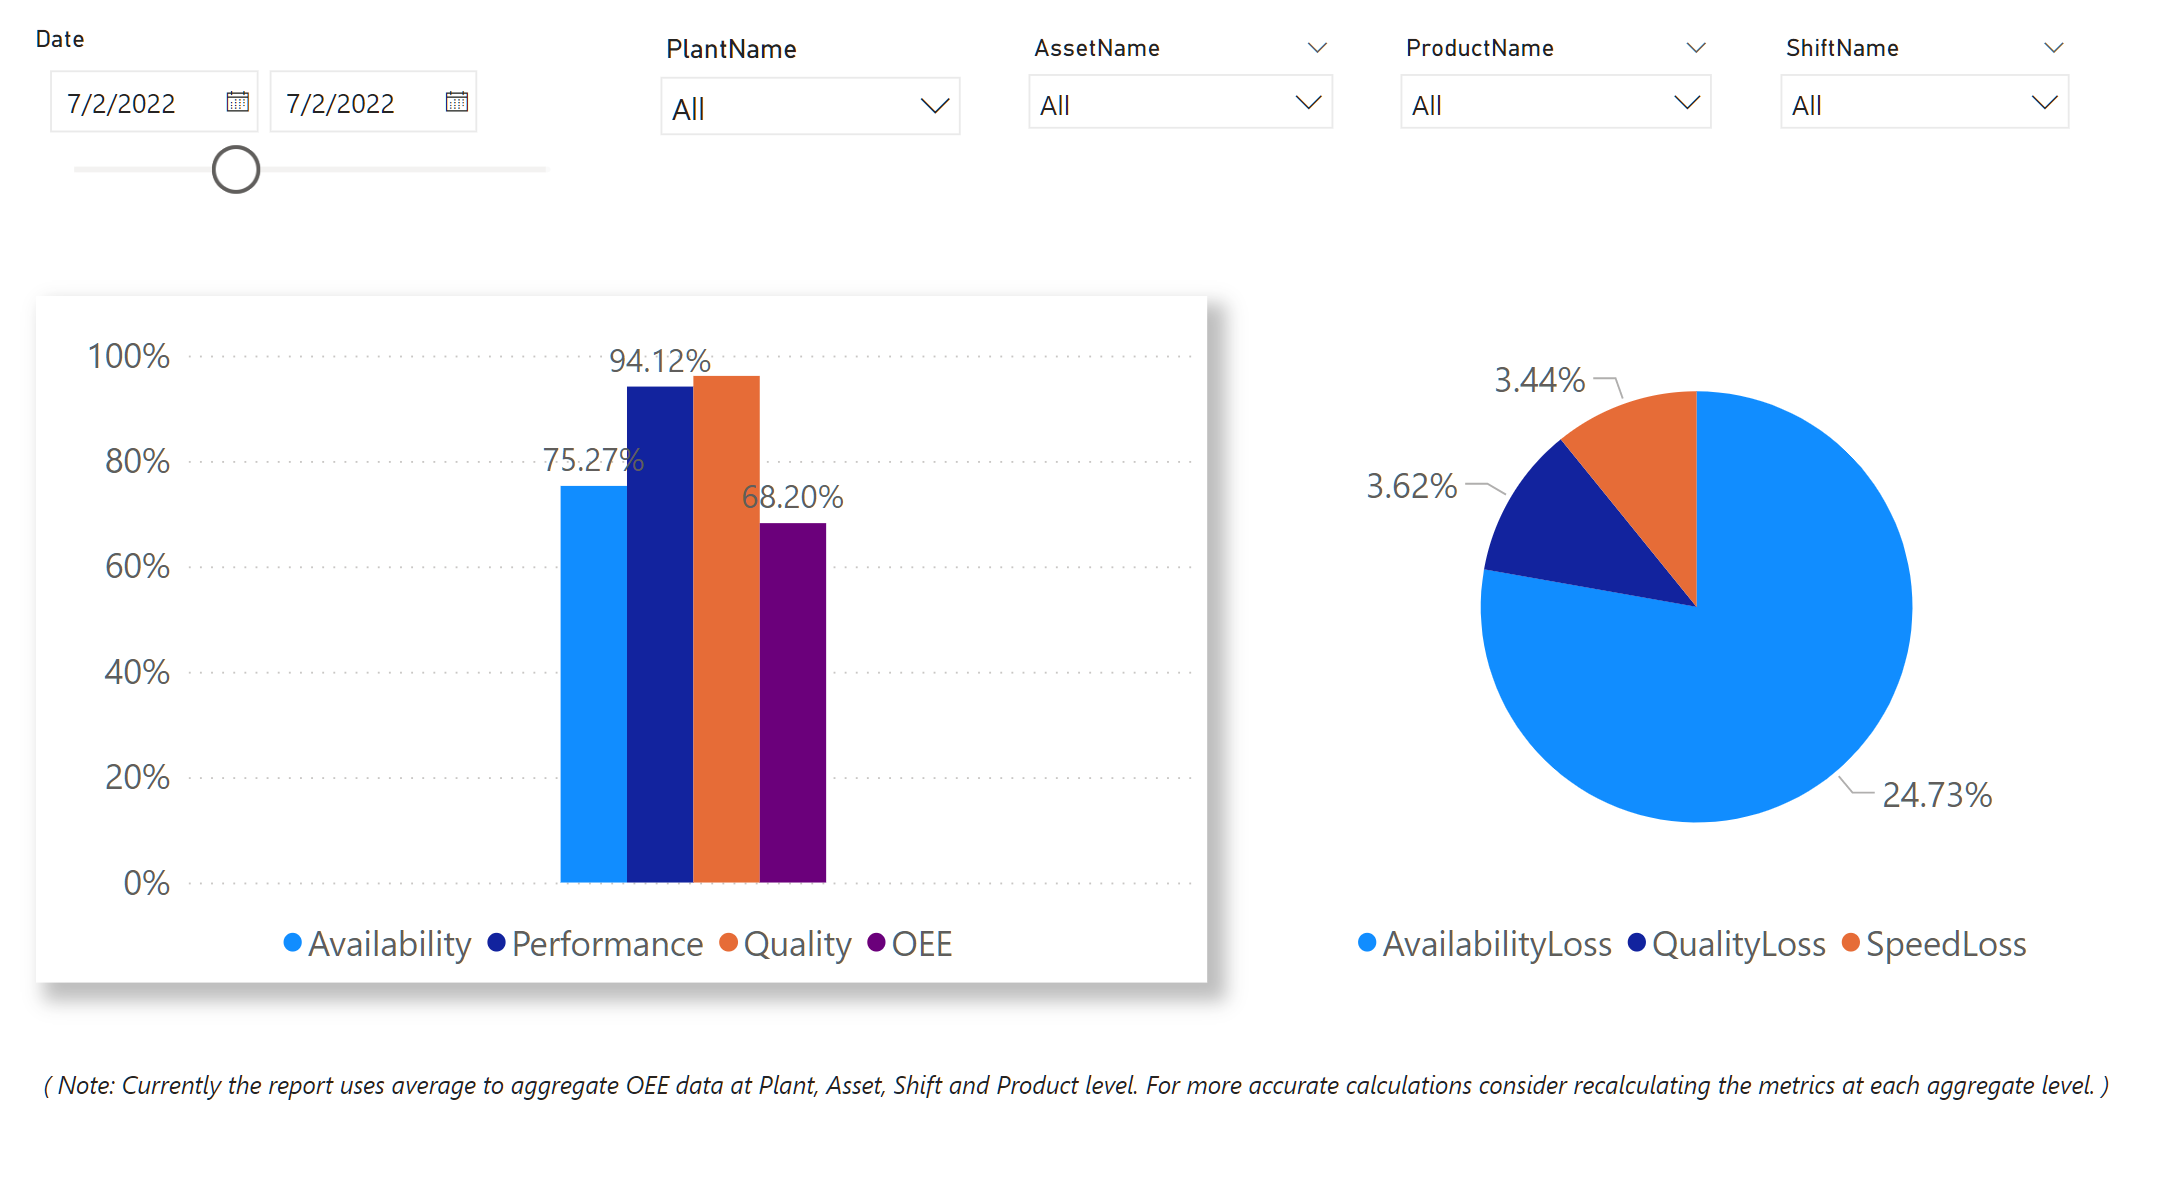 Date
PlantName
AssetName
ProductName
ShiftName
7/2/2022
7/2/2022
All
All
All
All
100%
80%
60%
40%
20%
0%
94.12%
75.27%
68.20%
Availability Performance Quality OEE
3.44%
3.62%
24.73%
AvailabilityLoss QualityLoss SpeedLoss
( Note: Currently the report uses average to aggregate OEE data at Plant, Asset, Shift and Product level. For more accurate calculations consider recalculating the metrics at each aggregate level. )